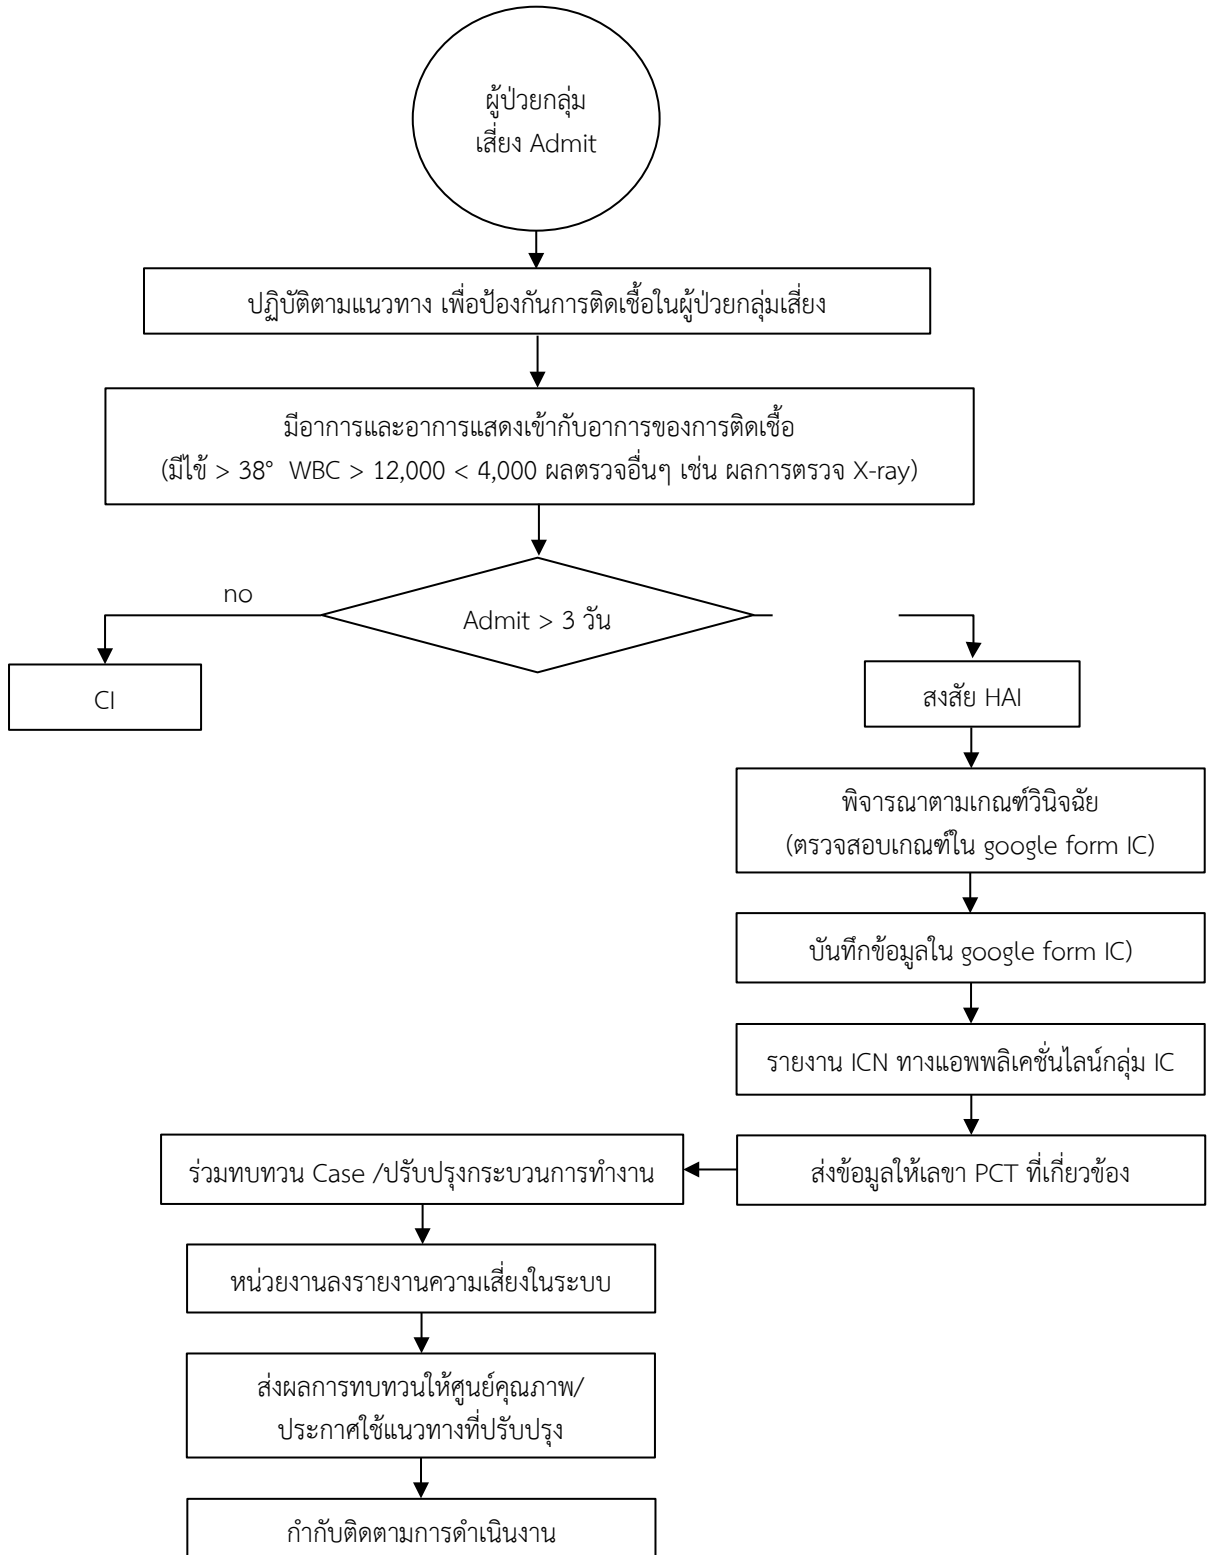 ผู้ป่วยกลุ่ม
เสี่ยง Admit
ปฏิบัติตามแนวทาง เพื่อป้องกันการติดเชื้อในผู้ป่วยกลุ่มเสี่ยง
มีอาการและอาการแสดงเข้ากับอาการของการติดเชื้อ
(มีไข้ > 38° WBC > 12,000 < 4,000 ผลตรวจอื่นๆ เช่น ผลการตรวจ X-ray)
no
Admit > 3 วัน
CI
สงสัย HAI
พิจารณาตามเกณฑ์วินิจฉัย
(ตรวจสอบเกณฑ์ใน google form IC)
บันทึกข้อมูลใน google form IC)
รายงาน ICN ทางแอพพลิเคชั่นไลน์กลุ่ม IC
ส่งข้อมูลให้เลขา PCT ที่เกี่ยวข้อง
ร่วมทบทวน Case /ปรับปรุงกระบวนการทำงาน
หน่วยงานลงรายงานความเสี่ยงในระบบ
ส่งผลการทบทวนให้ศูนย์คุณภาพ/
ประกาศใช้แนวทางที่ปรับปรุง
กำกับติดตามการดำเนินงาน